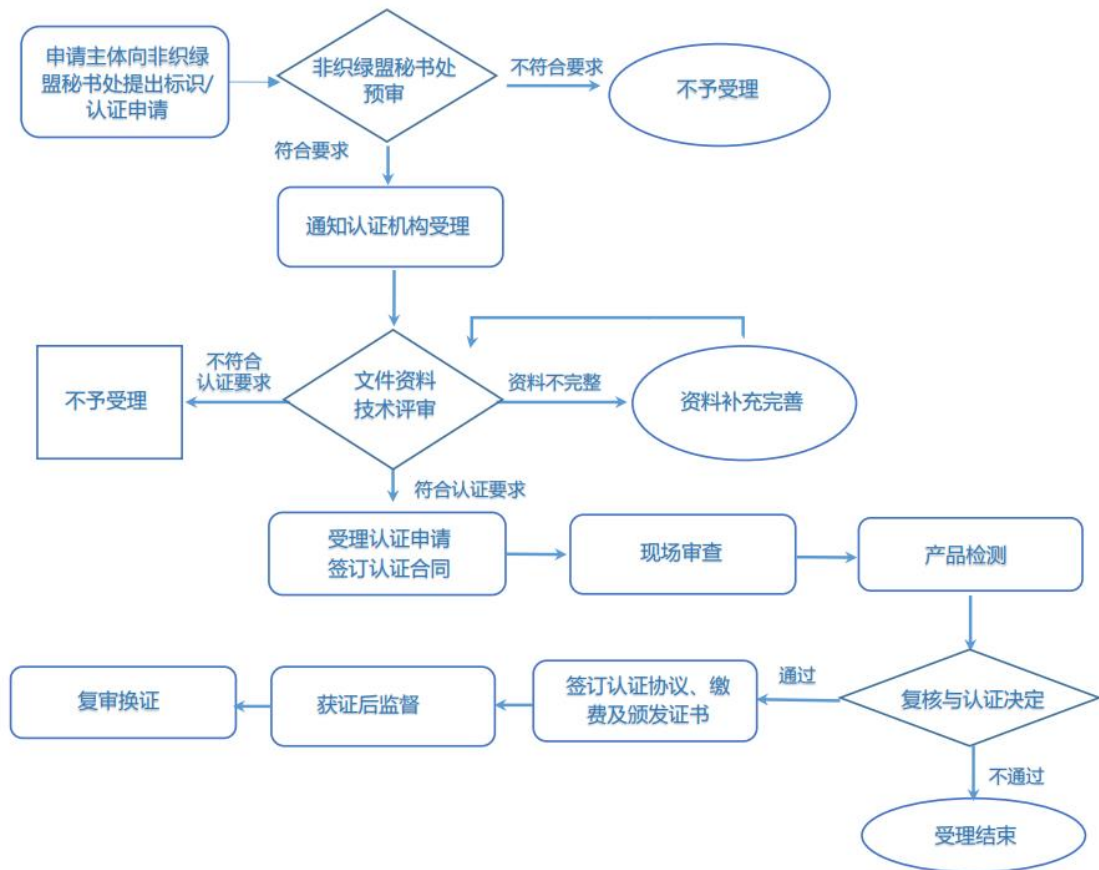 申请主体向非织绿
盟秘书处提出标识/
认证申请
非织绿盟秘书处
预审
不符合要求
不予受理
符合要求
通知认证机构受理
不符合
认证要求
不予受理
文件资料
技术评审
资料不完整
资料补充完善
符合认证要求
受理认证申请
签订认证合同
现场审查
产品检测
复审换证
获证后监督
签订认证协议、缴
费及颁发证书
通过
复核与认证决定
不通过
受理结束